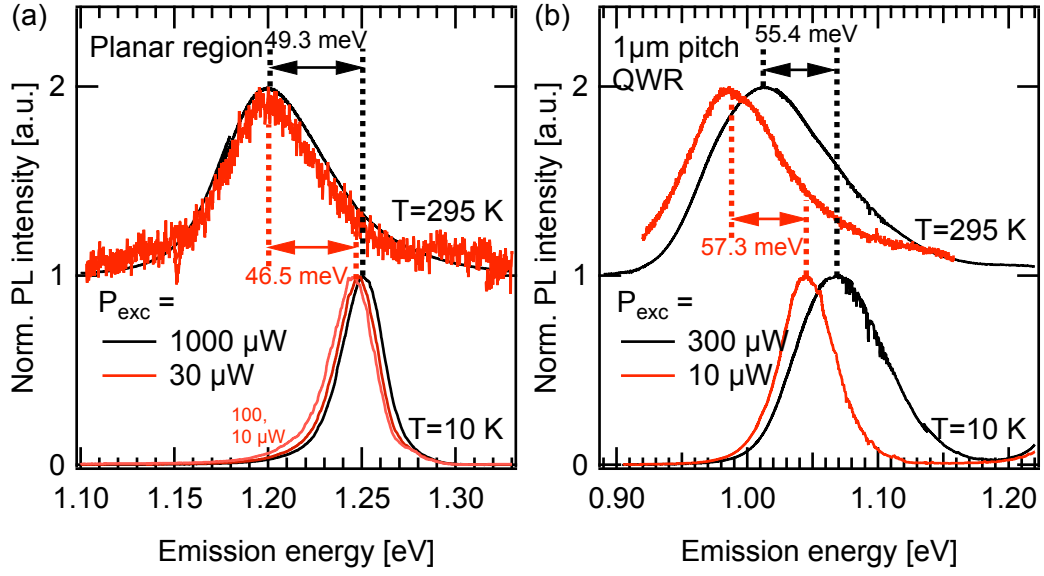 (a)
Planar region
49.3 meV
2
T=295 K
46.5 meV
1
P_exc =
1000 µW
30 µW
100,
10 µW
T=10 K
0
1.10 1.15 1.20 1.25 1.30
Emission energy [eV]
Norm. PL intensity [a.u.]
(b)
55.4 meV
1µm pitch
QWR
2
T=295 K
57.3 meV
1
P_exc =
300 µW
10 µW
T=10 K
0
0.90 1.00 1.10 1.20
Emission energy [eV]
Norm. PL intensity [a.u.]